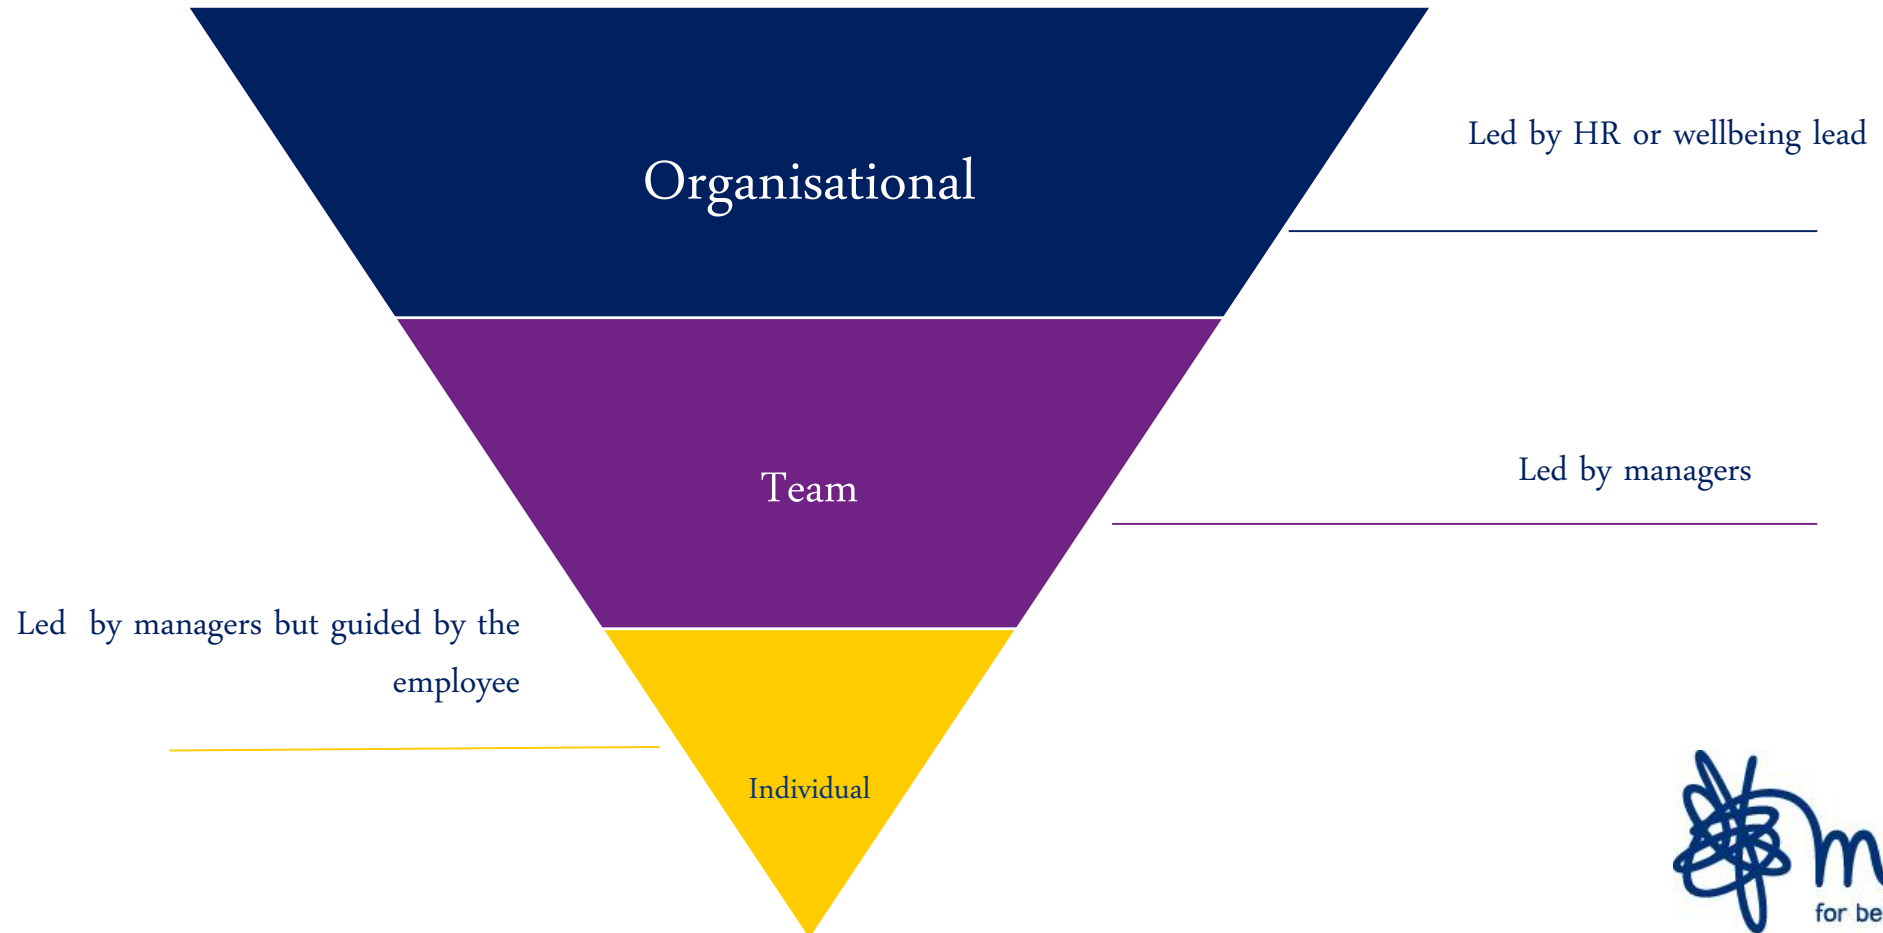 Organisational
Led by HR or wellbeing lead
Team
Led by managers
Led by managers but guided by the
employee
Individual
m
for be